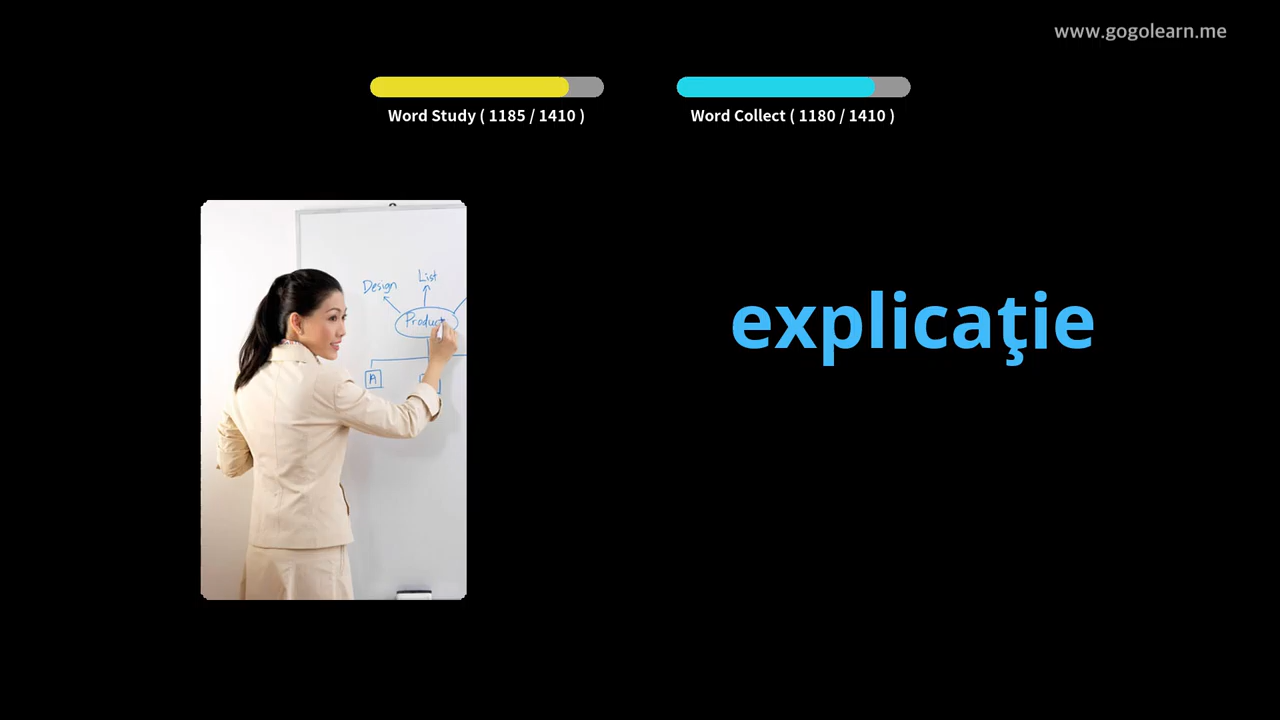 www.gogolearn.me
Word Study ( 1185 / 1410 )
Word Collect ( 1180 / 1410 )
explicaţie
Design
List
Product
A